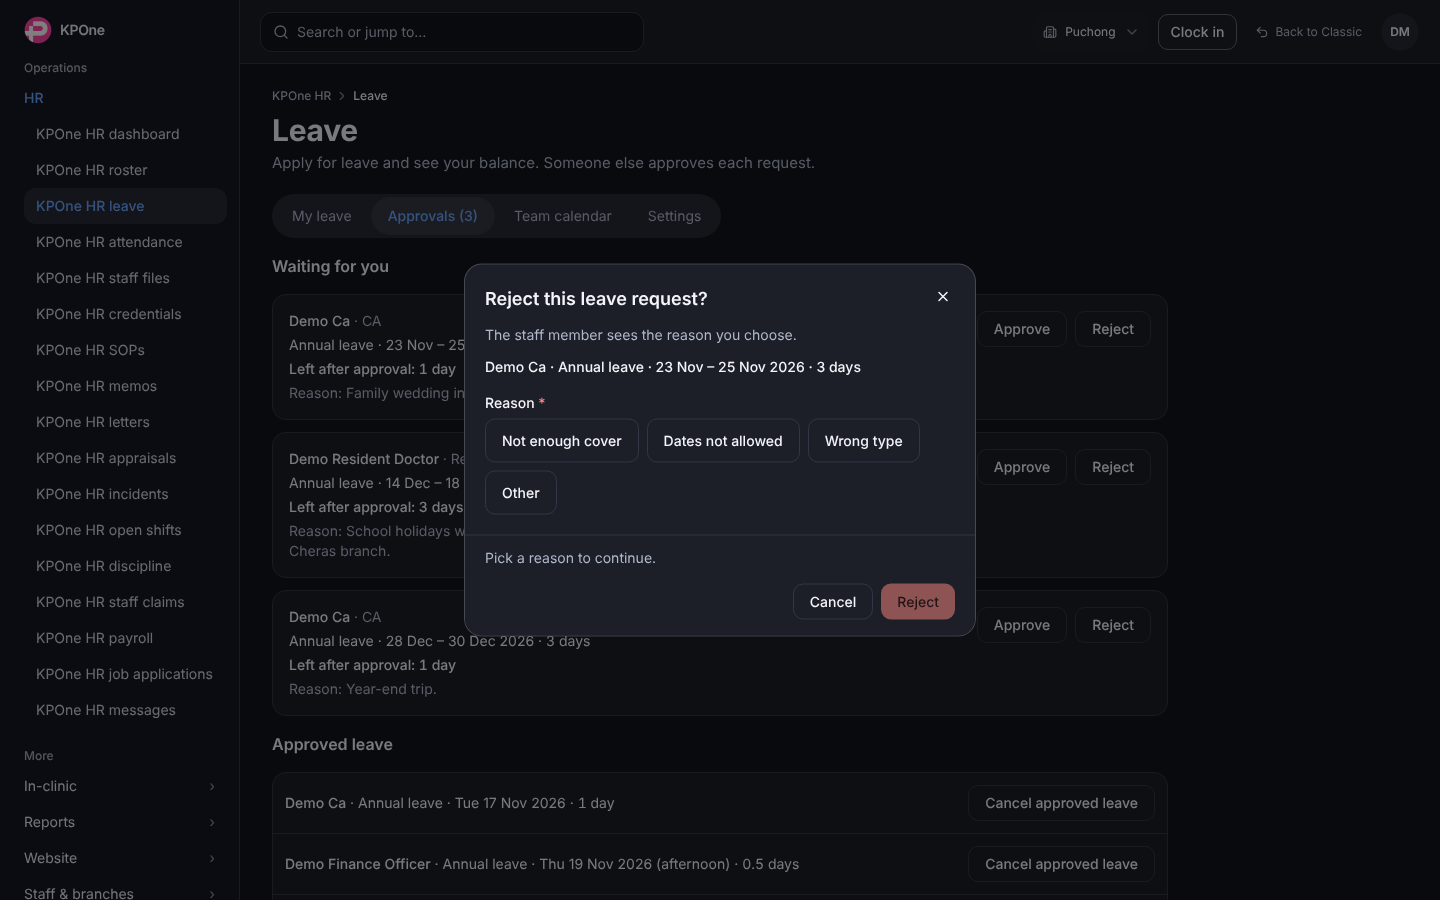 KPOne
Search or jump to...
Puchong
Clock in
Back to Classic
DM
Operations
HR
KPOne HR dashboard
KPOne HR roster
KPOne HR leave
KPOne HR attendance
KPOne HR staff files
KPOne HR credentials
KPOne HR SOPs
KPOne HR memos
KPOne HR letters
KPOne HR appraisals
KPOne HR incidents
KPOne HR open shifts
KPOne HR discipline
KPOne HR staff claims
KPOne HR payroll
KPOne HR job applications
KPOne HR messages
More
In-clinic
Reports
Website
Staff & branches
KPOne HR > Leave
Leave
Apply for leave and see your balance. Someone else approves each request.
My leave
Approvals (3)
Team calendar
Settings
Waiting for you
Demo Ca · CA
Annual leave · 23 Nov – 25
Left after approval: 1 day
Reason: Family wedding in
Approve
Reject
Demo Resident Doctor · Re
Annual leave · 14 Dec – 18
Left after approval: 3 days
Reason: School holidays w
Cheras branch.
Approve
Reject
Demo Ca · CA
Annual leave · 28 Dec – 30 Dec 2026 · 3 days
Left after approval: 1 day
Reason: Year-end trip.
Approve
Reject
Reject this leave request?
The staff member sees the reason you choose.
Demo Ca · Annual leave · 23 Nov – 25 Nov 2026 · 3 days
Reason *
Not enough cover
Dates not allowed
Wrong type
Other
Pick a reason to continue.
Cancel
Reject
Approved leave
Demo Ca · Annual leave · Tue 17 Nov 2026 · 1 day
Cancel approved leave
Demo Finance Officer · Annual leave · Thu 19 Nov 2026 (afternoon) · 0.5 days
Cancel approved leave